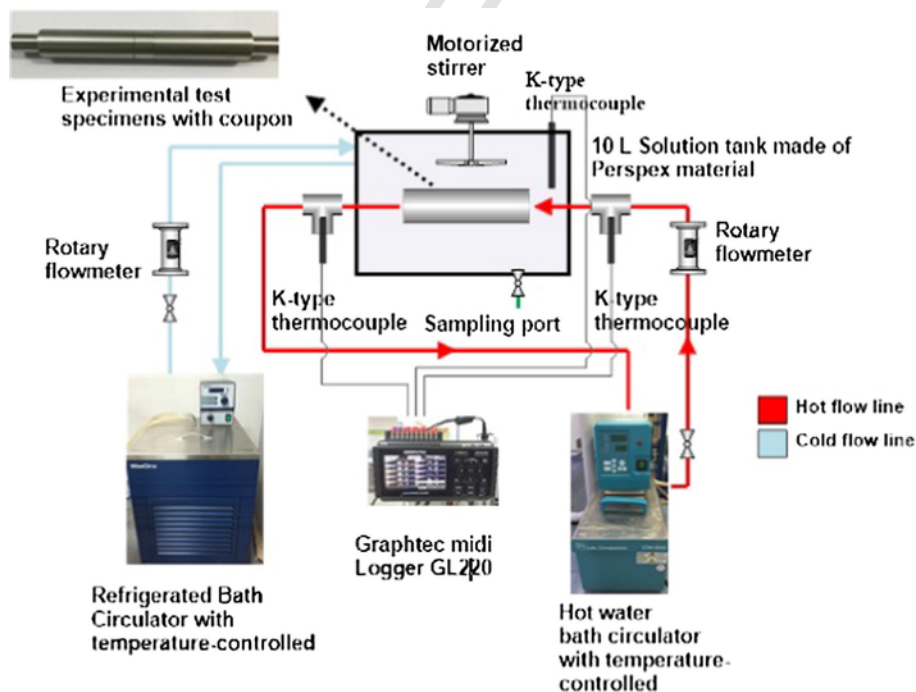 Motorized
stirrer
K-type
thermocouple
Experimental test
specimens with coupon
10 L Solution tank made of
Perspex material
Rotary
flowmeter
Rotary
flowmeter
K-type
thermocouple
Sampling port
K-type
thermocouple
Hot flow line
Cold flow line
Graphtec midi
Logger GL220
Refrigerated Bath
Circulator with
temperature-controlled
Hot water
bath circulator
with temperature-
controlled